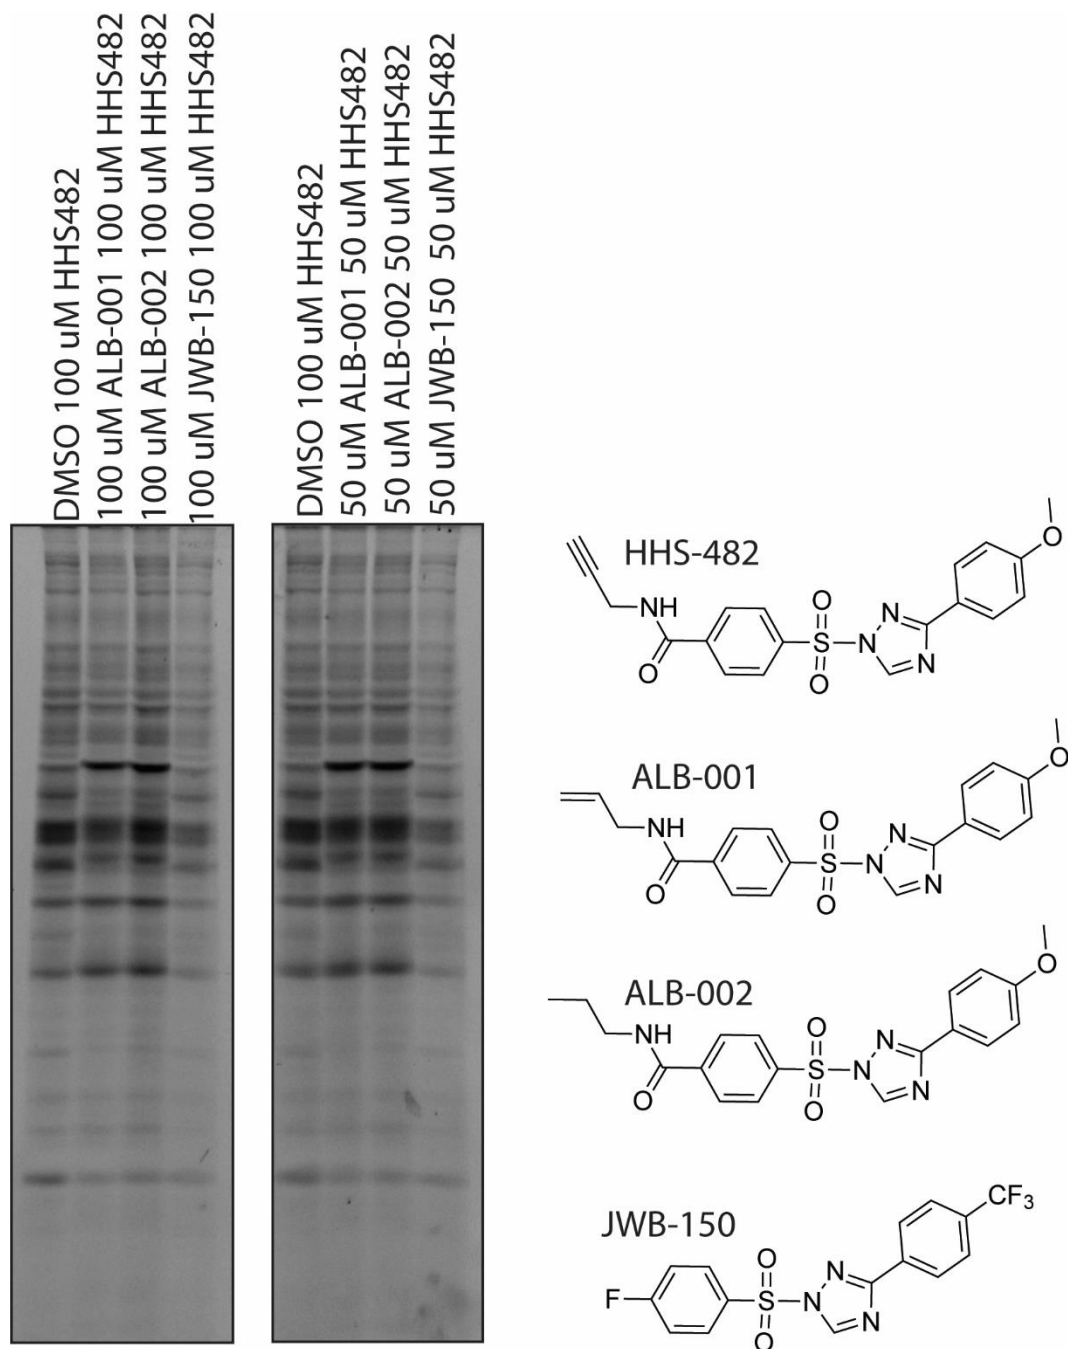 DMSO 100 uM HHS482
100 uM ALB-001 100 uM HHS482
100 uM ALB-002 100 uM HHS482
100 uM JWB-150 100 uM HHS482
DMSO 100 uM HHS482
50 uM ALB-001 50 uM HHS482
50 uM ALB-002 50 uM HHS482
50 uM JWB-150 50 uM HHS482
HHS-482
O
NH
O
O
S
O
N
N
N
ALB-001
O
NH
O
O
S
O
N
N
N
ALB-002
O
NH
O
O
S
O
N
N
N
JWB-150
CF3
F
O
S
O
N
N
N